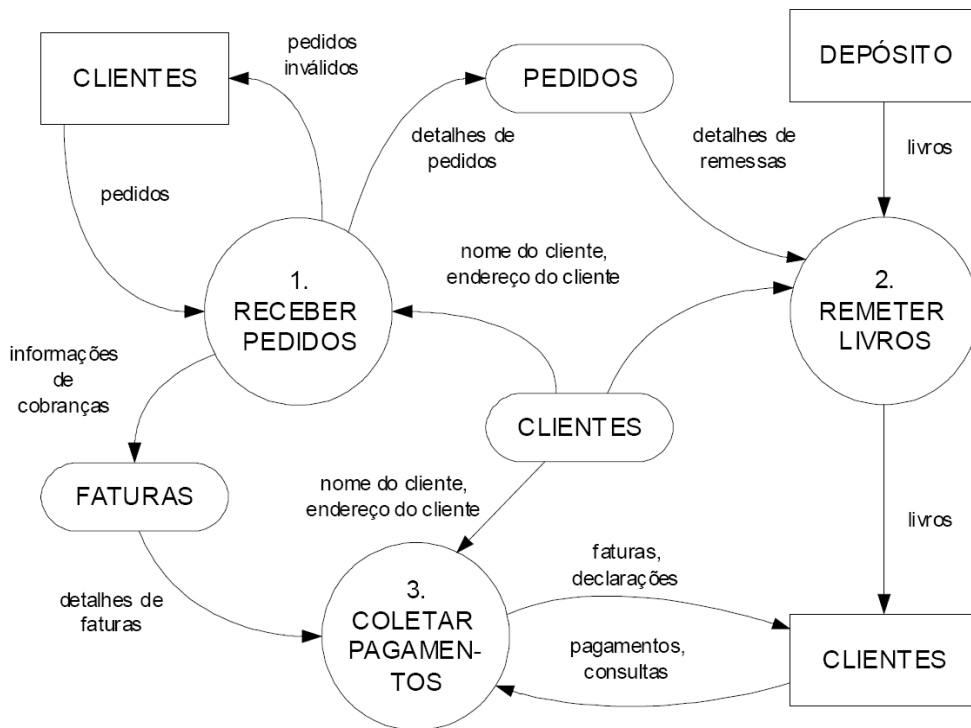 CLIENTES
pedidos
inválidos
PEDIDOS
DEPÓSITO
detalhes de
pedidos
detalhes de
remessas
livros
pedidos
nome do cliente,
endereço do cliente
1.
RECEBER
PEDIDOS
2.
REMETER
LIVROS
informações
de
cobranças
CLIENTES
FATURAS
nome do cliente,
endereço do cliente
livros
faturas,
declarações
detalhes de
faturas
3.
COLETAR
PAGAMEN-
TOS
pagamentos,
consultas
CLIENTES